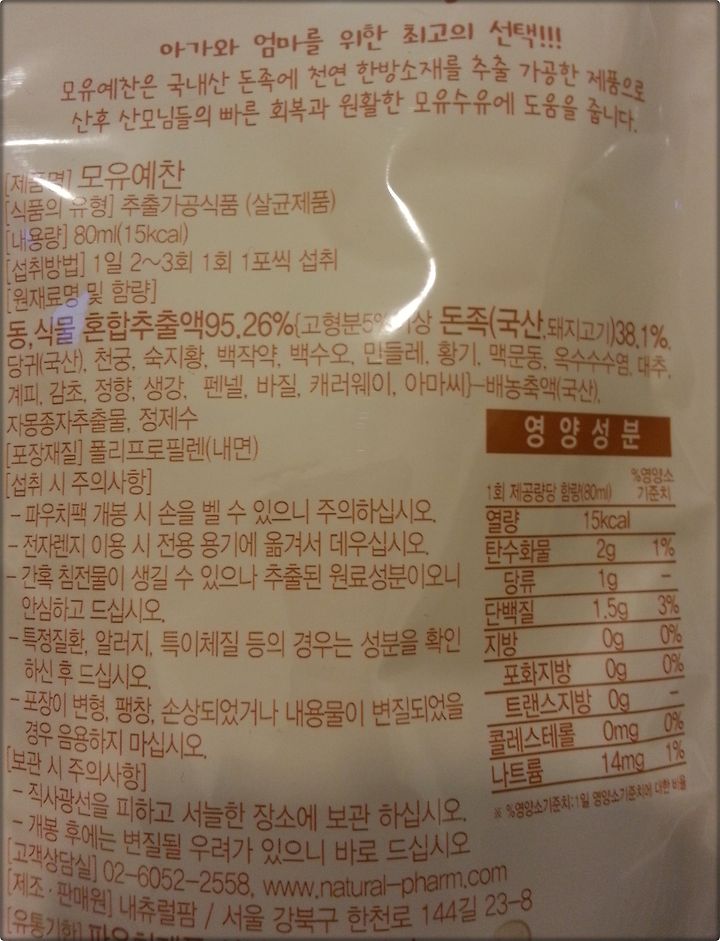 아가와 엄마를 위한 최고의 선택!!!
모유예찬은 국내산 돈족에 천연 한방소재를 추출 가공한 제품으로
산후 산모님들의 빠른 회복과 원활한 모유수유에 도움을 줍니다.
[제품명] 모유예찬
[식품의 유형] 추출가공식품 (살균제품)
[내용량] 80ml(15kcal)
[섭취방법] 1일 2~3회 1회 1포씩 섭취
[원재료명 및 함량]
동,식물 혼합추출액95.26%{고형분5% 이상 돈족(국산,돼지고기)38.1%,
당귀(국산), 천궁, 숙지황, 백작약, 백수오, 민들레, 황기, 맥문동, 옥수수수염, 대추,
계피, 감초, 정향, 생강, 펜넬, 바질, 캐러웨이, 아마씨}-배농축액(국산),
자몽종자추출물, 정제수
[포장재질] 폴리프로필렌(내면)
[섭취 시 주의사항]
- 파우치팩 개봉 시 손을 벨 수 있으니 주의하십시오.
- 전자렌지 이용 시 전용 용기에 옮겨서 데우십시오.
- 간혹 침전물이 생길 수 있으나 추출된 원료성분이오니
안심하고 드십시오.
- 특정질환, 알러지, 특이체질 등의 경우는 성분을 확인
하신 후 드십시오.
- 포장이 변형, 팽창, 손상되었거나 내용물이 변질되었을
경우 음용하지 마십시오.
[보관 시 주의사항]
- 직사광선을 피하고 서늘한 장소에 보관 하십시오.
- 개봉 후에는 변질될 우려가 있으니 바로 드십시오
[고객상담실] 02-6052-2558, www.natural-pharm.com
[제조·판매원] 내츄럴팜 / 서울 강북구 한천로 144길 23-8
[유통기한]
영양성분
1회 제공량당 함량(80ml) %영양소 기준치
열량 15kcal
탄수화물 2g 1%
당류 1g -
단백질 1.5g 3%
지방 0g 0%
포화지방 0g 0%
트랜스지방 0g -
콜레스테롤 0mg 0%
나트륨 14mg 1%
※ %영양소기준치:1일 영양소기준치에 대한 비율